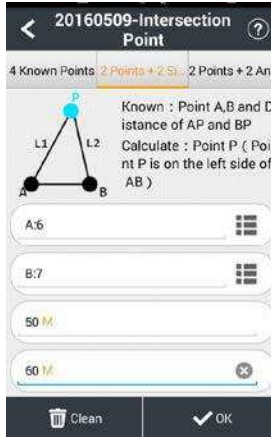 20160509-Intersection
Point
?
4 Known Points 2 Points + 2 Si... 2 Points + 2 An
P
L1 L2
A B
Known : Point A,B and D
istance of AP and BP
Calculate : Point P ( Poi
nt P is on the left side of
AB )
A:6
B:7
50 M
60 M
Clean OK